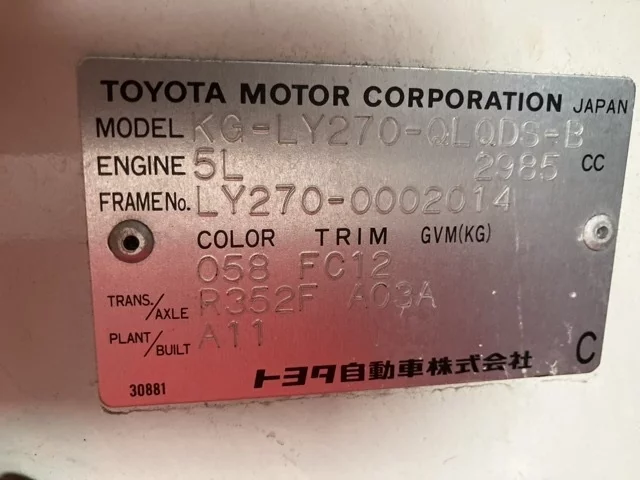 TOYOTA MOTOR CORPORATION JAPAN
MODEL KG-LY270-QLQDS-B
ENGINE 5L 2985 CC
FRAME No. LY270-0002014
COLOR TRIM GVM(KG)
058 FC12
TRANS./AXLE R352F A03A
PLANT/BUILT A11
トヨタ自動車株式会社 C
30881